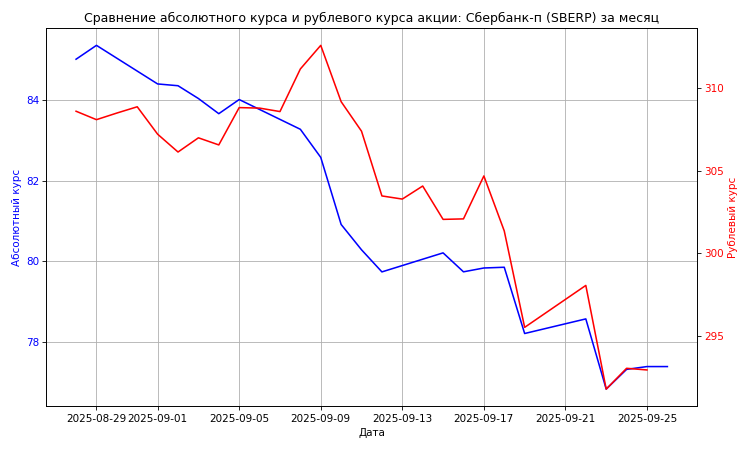 Сравнение абсолютного курса и рублевого курса акции: Сбербанк-п (SBERP) за месяц
Абсолютный курс
84
82
80
78
310
305
300
295
Рублевый курс
2025-08-29 2025-09-01 2025-09-05 2025-09-09 2025-09-13 2025-09-17 2025-09-21 2025-09-25
Дата